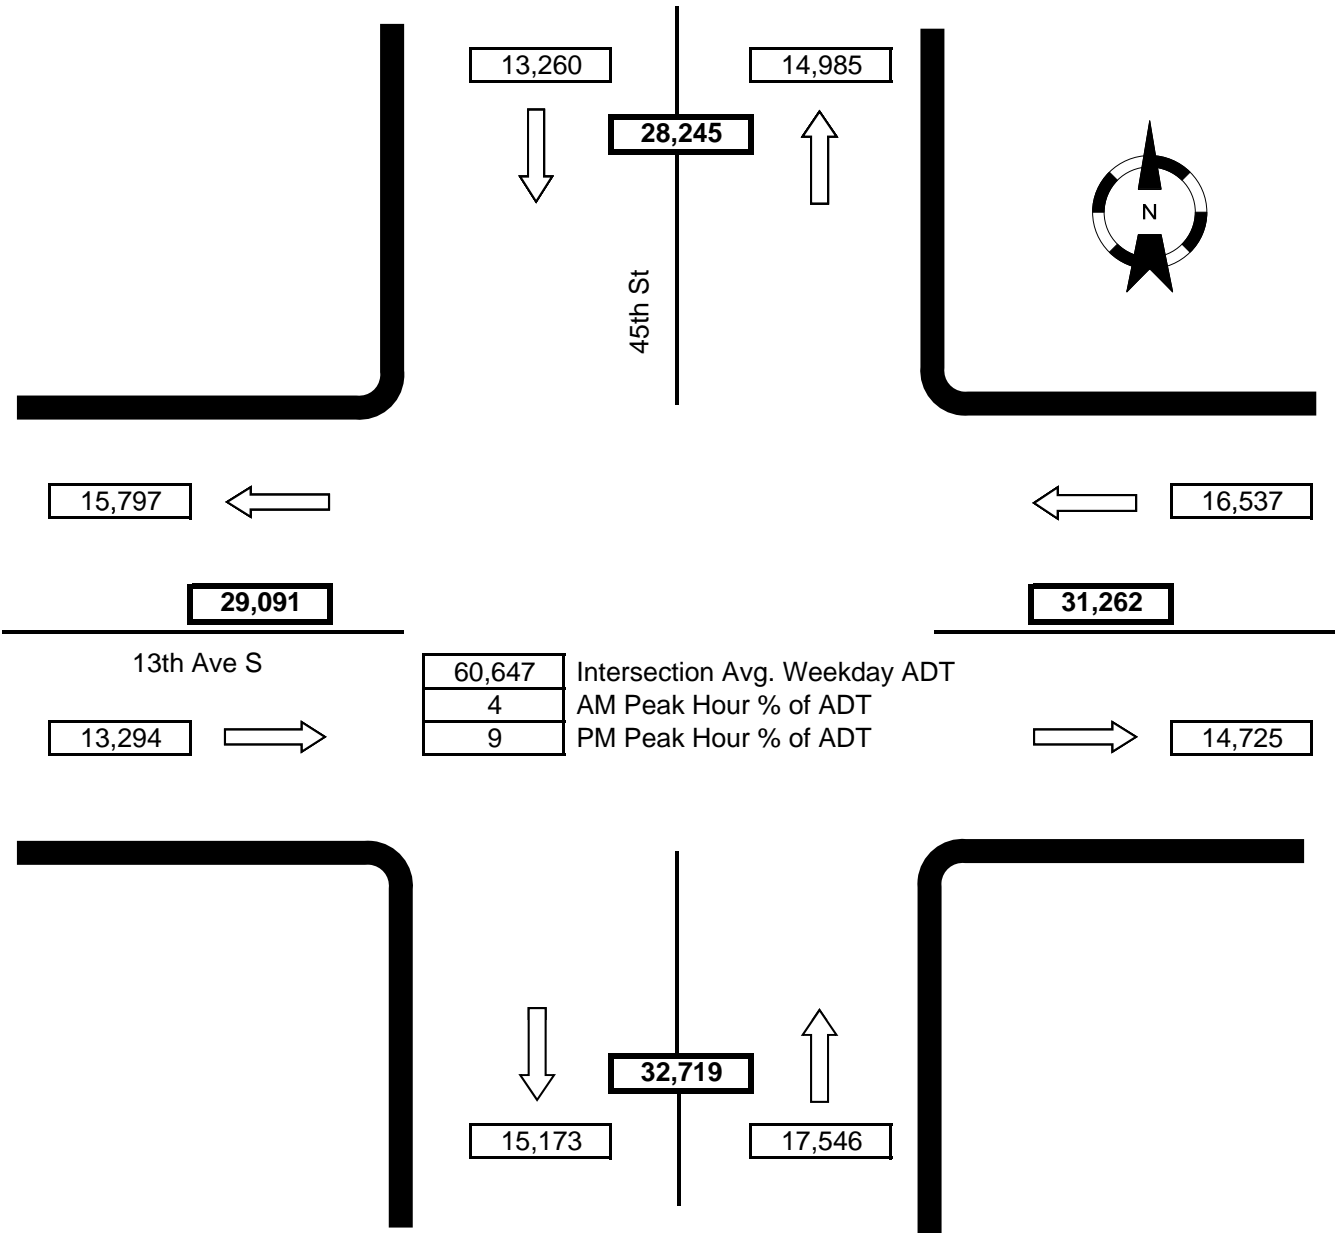 13,260
14,985
28,245
N
45th St
15,797
16,537
29,091
31,262
13th Ave S
60,647 Intersection Avg. Weekday ADT
4 AM Peak Hour % of ADT
9 PM Peak Hour % of ADT
13,294
14,725
32,719
15,173
17,546